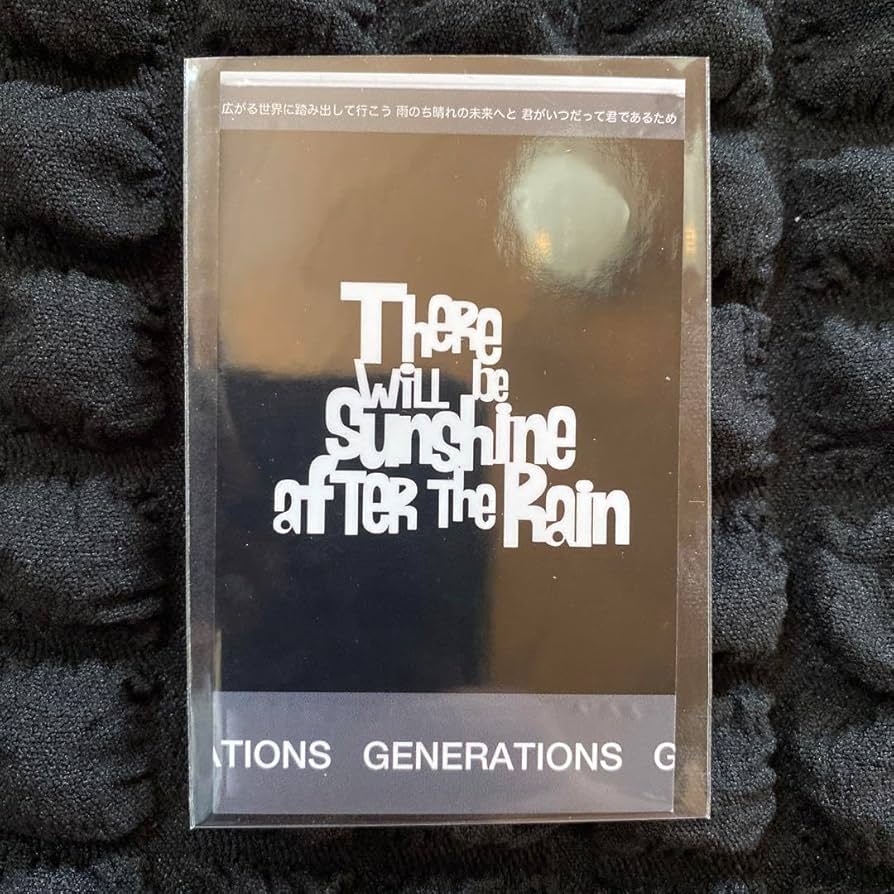 広がる世界に踏み出して行こう 雨のち晴れの未来へと 君がいつだって君であるため
There
will be
Sunshine
after the Rain
ATIONS GENERATIONS G